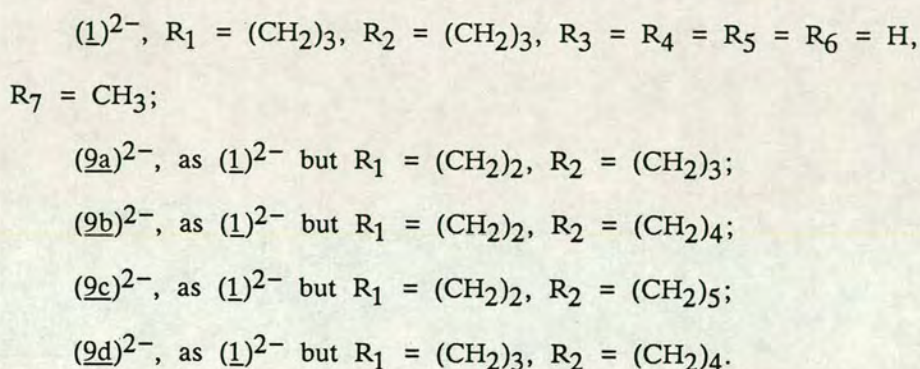 (1)²⁻, R₁ = (CH₂)₃, R₂ = (CH₂)₃, R₃ = R₄ = R₅ = R₆ = H,
R₇ = CH₃;
(9a)²⁻, as (1)²⁻ but R₁ = (CH₂)₂, R₂ = (CH₂)₃;
(9b)²⁻, as (1)²⁻ but R₁ = (CH₂)₂, R₂ = (CH₂)₄;
(9c)²⁻, as (1)²⁻ but R₁ = (CH₂)₂, R₂ = (CH₂)₅;
(9d)²⁻, as (1)²⁻ but R₁ = (CH₂)₃, R₂ = (CH₂)₄.